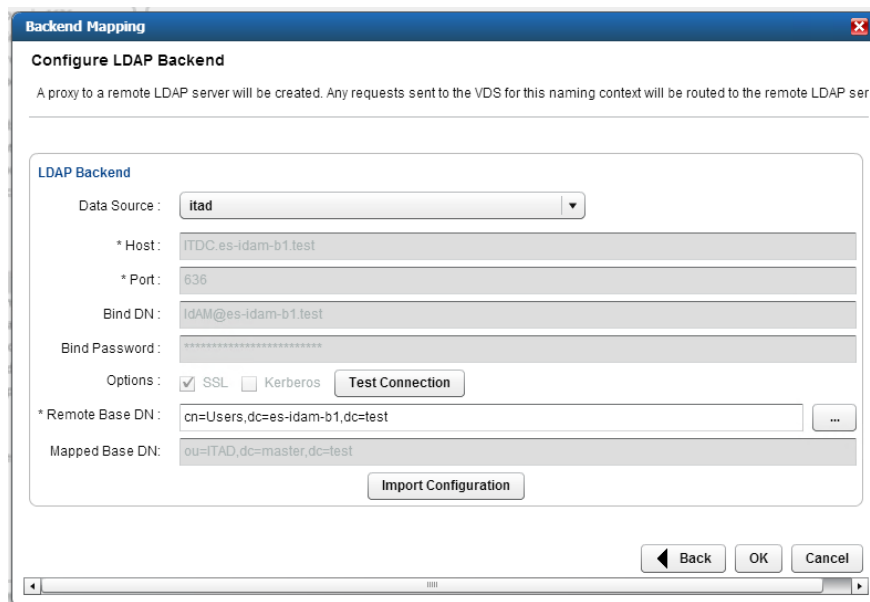 Backend Mapping
Configure LDAP Backend
A proxy to a remote LDAP server will be created. Any requests sent to the VDS for this naming context will be routed to the remote LDAP ser
LDAP Backend
Data Source : itad
* Host : ITDC.es-idam-b1.test
* Port : 636
Bind DN : IdAM@es-idam-b1.test
Bind Password : *************************
Options : SSL Kerberos Test Connection
* Remote Base DN : cn=Users,dc=es-idam-b1,dc=test ...
Mapped Base DN: ou=ITAD,dc=master,dc=test
Import Configuration
Back OK Cancel